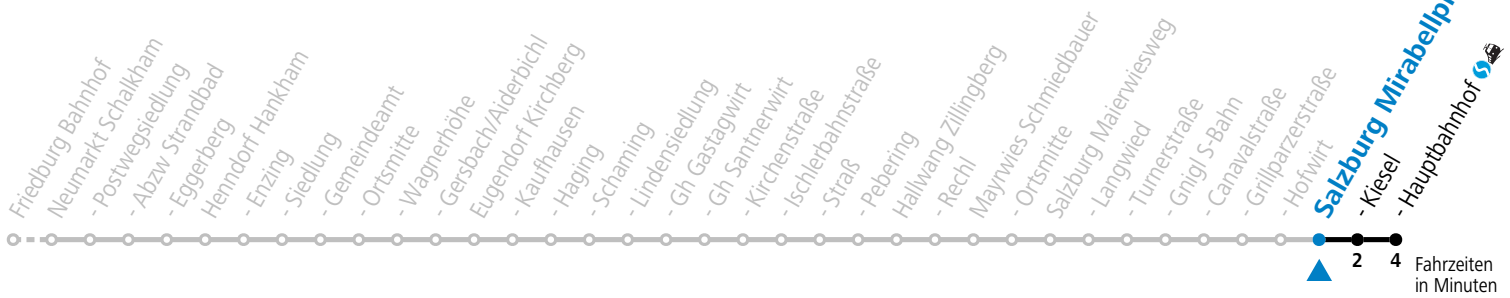 Friedburg Bahnhof
Neumarkt Schalkham
- Postwegsiedlung
- Abzw Strandbad
- Eggerberg
Henndorf Hankham
- Enzing
- Siedlung
- Gemeindeamt
- Ortsmitte
- Wagnerhöhe
- Gersbach/Aiderbichl
Eugendorf Kirchberg
- Kaufhausen
- Haging
- Schaming
- Lindensiedlung
- Gh Gastagwirt
- Gh Santnerwirt
- Kirchenstraße
- Ischlerbahnstraße
- Straß
- Pebering
Hallwang Zillingberg
- Rechl
Mayrwies Schmiedbauer
- Ortsmitte
Salzburg Maierwiesweg
- Langwied
- Turnerstraße
- Gnigl S-Bahn
- Canavalstraße
- Grillparzerstraße
- Hofwirt
Salzburg Mirabellpl
- Kiesel
- Hauptbahnhof
2 4 Fahrzeiten
in Minuten